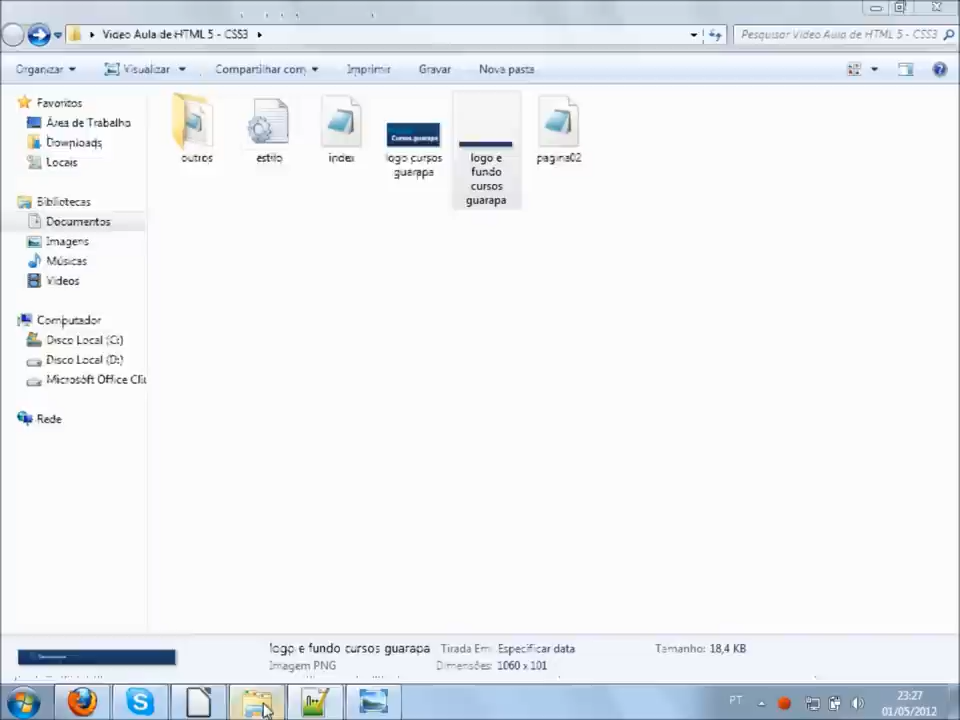 Video Aula de HTML 5 - CSS3
Pesquisar Video Aula de HTML 5 - CSS3
Organizar
Visualizar
Compartilhar com
Imprimir
Gravar
Nova pasta
Favoritos
Área de Trabalho
Downloads
Locais
Bibliotecas
Documentos
Imagens
Músicas
Vídeos
Computador
Disco Local (C:)
Disco Local (D:)
Microsoft Office Cliu
Rede
outros
estilo
index
Cursos guarapa
logo cursos
guarapa
logo e
fundo
cursos
guarapa
pagina02
logo e fundo cursos guarapa
Tirada Em: Especificar data
Tamanho: 18,4 KB
Imagem PNG
Dimensões: 1060 x 101
PT
23:27
01/05/2012